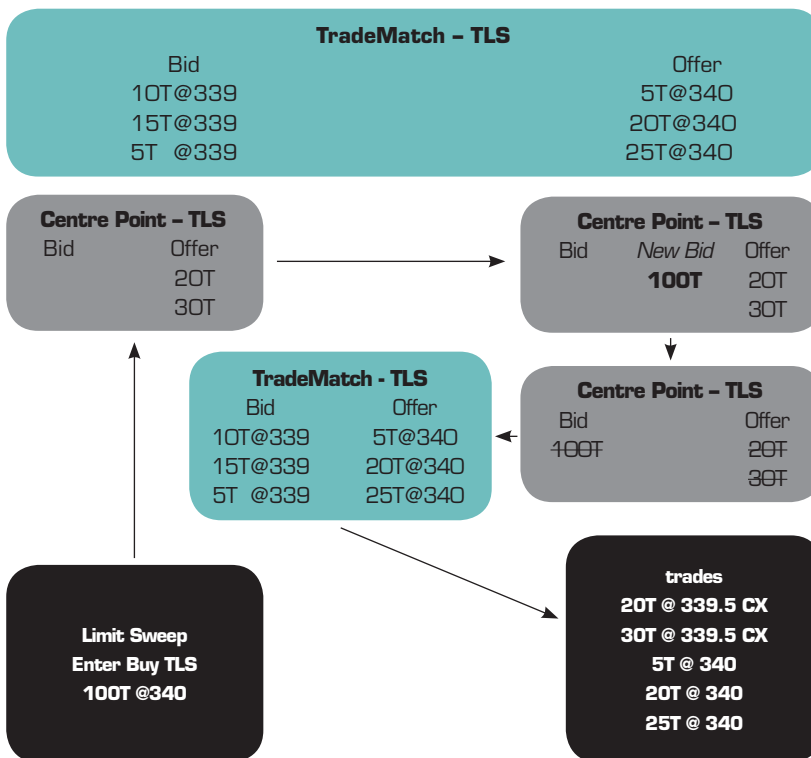 TradeMatch – TLS
Bid Offer
10T@339 5T@340
15T@339 20T@340
5T @339 25T@340
Centre Point – TLS
Bid Offer
20T
30T
Centre Point – TLS
Bid New Bid Offer
100T 20T
30T
Centre Point – TLS
Bid Offer
100T 20T
30T
TradeMatch - TLS
Bid Offer
10T@339 5T@340
15T@339 20T@340
5T @339 25T@340
Limit Sweep
Enter Buy TLS
100T @340
trades
20T @ 339.5 CX
30T @ 339.5 CX
5T @ 340
20T @ 340
25T @ 340